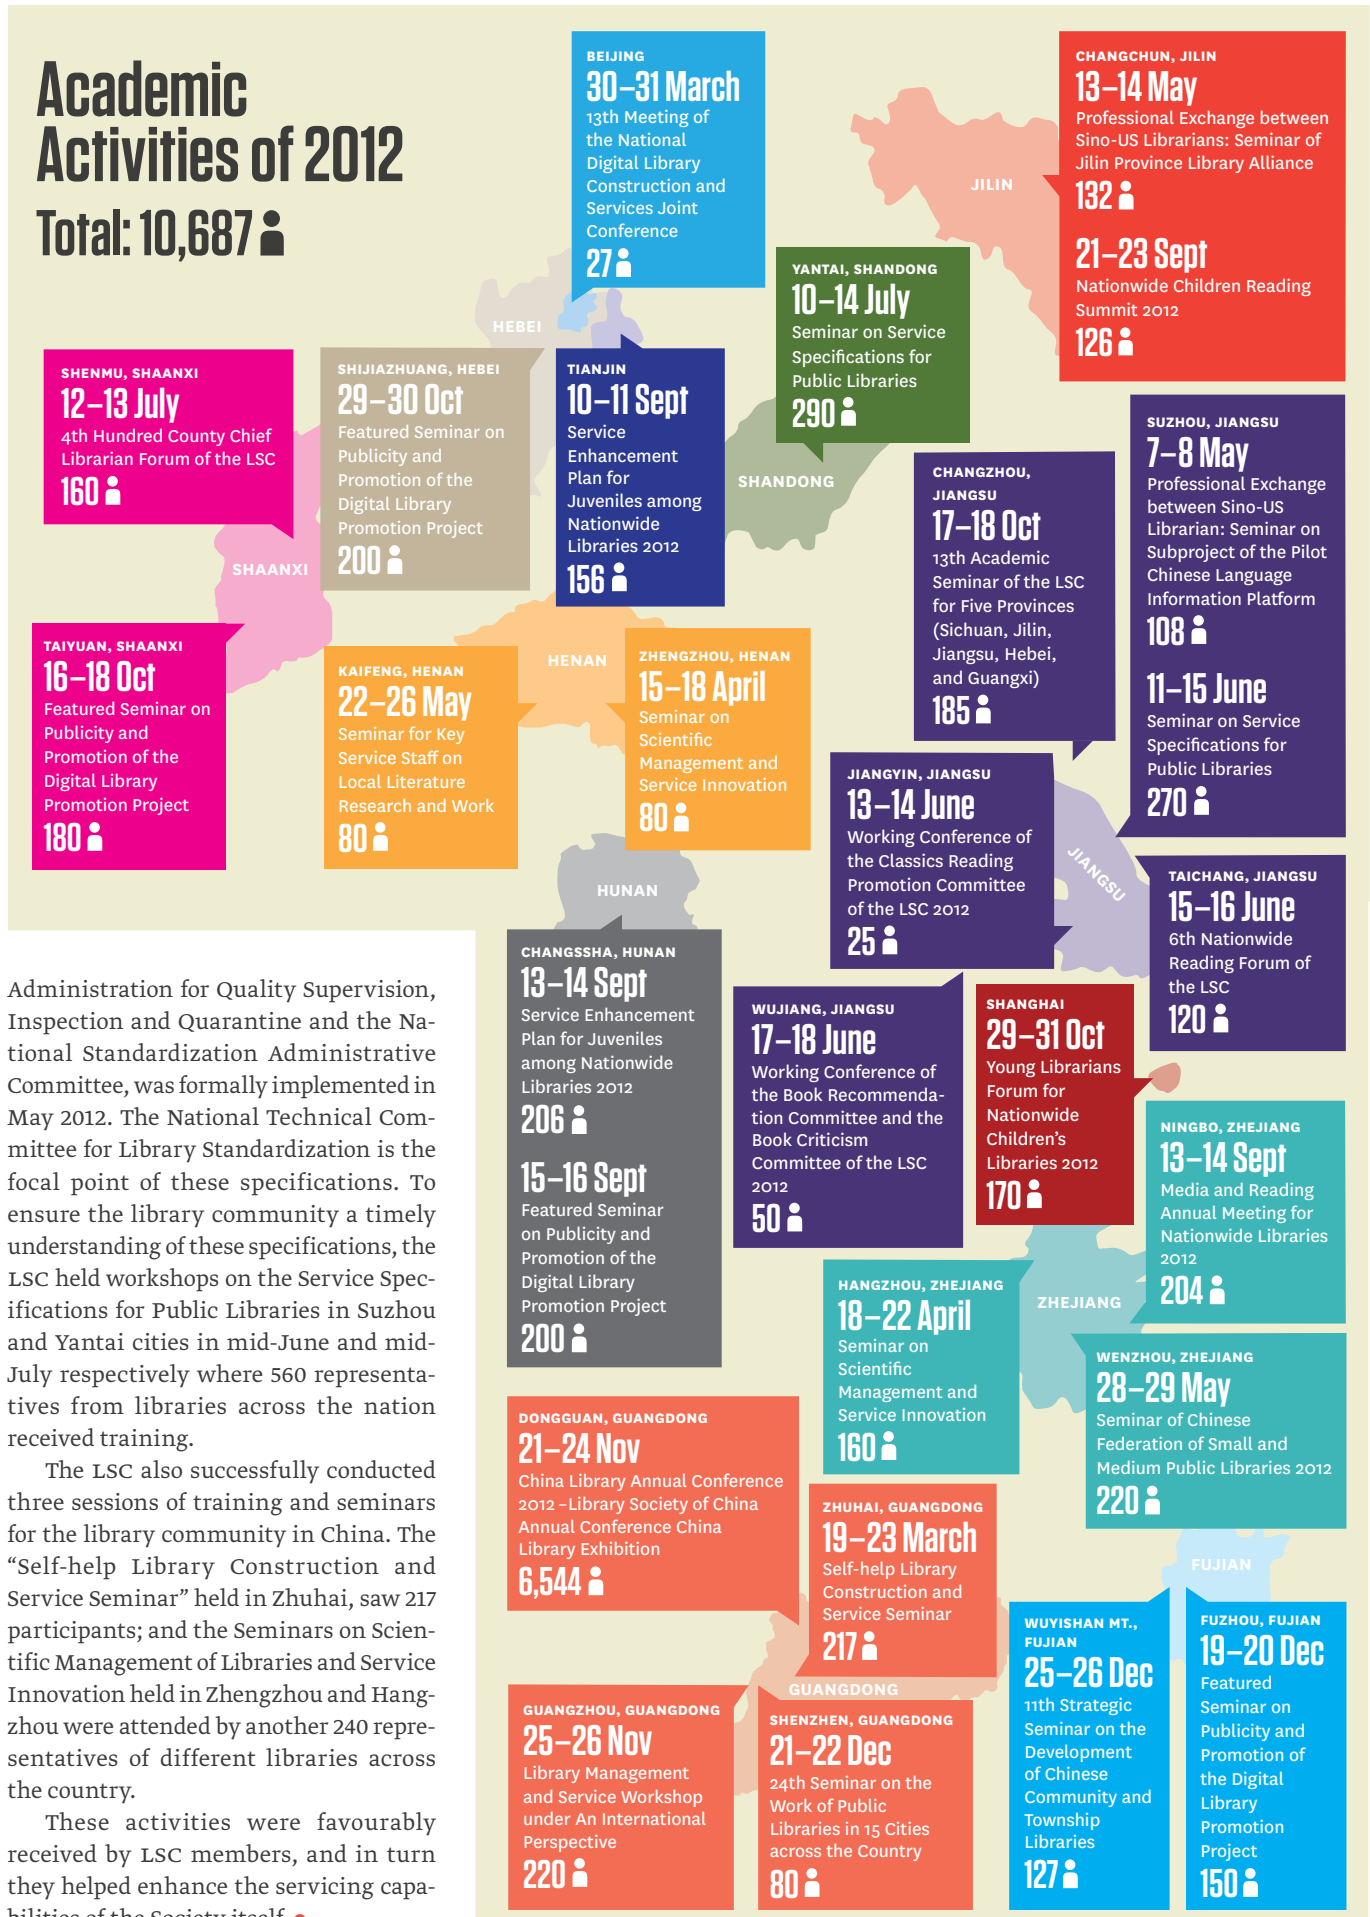 Academic
Activities of 2012
Total: 10,687
BEIJING
30–31 March
13th Meeting of
the National
Digital Library
Construction and
Services Joint
Conference
27
CHANGCHUN, JILIN
13–14 May
Professional Exchange between
Sino-US Librarians: Seminar of
Jilin Province Library Alliance
132
21–23 Sept
Nationwide Children Reading
Summit 2012
126
JILIN
YANTAI, SHANDONG
10–14 July
Seminar on Service
Specifications for
Public Libraries
290
HEBEI
SHENMU, SHAANXI
12–13 July
4th Hundred County Chief
Librarian Forum of the LSC
160
SHIJIAZHUANG, HEBEI
29–30 Oct
Featured Seminar on
Publicity and
Promotion of the
Digital Library
Promotion Project
200
TIANJIN
10–11 Sept
Service
Enhancement
Plan for
Juveniles among
Nationwide
Libraries 2012
156
SHANDONG
SHAANXI
CHANGZHOU,
JIANGSU
17–18 Oct
13th Academic
Seminar of the LSC
for Five Provinces
(Sichuan, Jilin,
Jiangsu, Hebei,
and Guangxi)
185
SUZHOU, JIANGSU
7–8 May
Professional Exchange
between Sino-US
Librarian: Seminar on
Subproject of the Pilot
Chinese Language
Information Platform
108
11–15 June
Seminar on Service
Specifications for
Public Libraries
270
TAIYUAN, SHAANXI
16–18 Oct
Featured Seminar on
Publicity and
Promotion of the
Digital Library
Promotion Project
180
KAIFENG, HENAN
22–26 May
Seminar for Key
Service Staff on
Local Literature
Research and Work
80
HENAN
ZHENGZHOU, HENAN
15–18 April
Seminar on
Scientific
Management and
Service Innovation
80
JIANGYIN, JIANGSU
13–14 June
Working Conference of
the Classics Reading
Promotion Committee
of the LSC 2012
25
JIANGSU
TAICHANG, JIANGSU
15–16 June
6th Nationwide
Reading Forum of
the LSC
120
HUNAN
CHANGSSHA, HUNAN
13–14 Sept
Service Enhancement
Plan for Juveniles
among Nationwide
Libraries 2012
206
15–16 Sept
Featured Seminar
on Publicity and
Promotion of the
Digital Library
Promotion Project
200
WUJIANG, JIANGSU
17–18 June
Working Conference of
the Book Recommenda-
tion Committee and the
Book Criticism
Committee of the LSC
2012
50
SHANGHAI
29–31 Oct
Young Librarians
Forum for
Nationwide
Children's
Libraries 2012
170
NINGBO, ZHEJIANG
13–14 Sept
Media and Reading
Annual Meeting for
Nationwide Libraries
2012
204
HANGZHOU, ZHEJIANG
18–22 April
Seminar on
Scientific
Management and
Service Innovation
160
ZHEJIANG
WENZHOU, ZHEJIANG
28–29 May
Seminar of Chinese
Federation of Small and
Medium Public Libraries 2012
220
DONGGUAN, GUANGDONG
21–24 Nov
China Library Annual Conference
2012 – Library Society of China
Annual Conference China
Library Exhibition
6,544
ZHUHAI, GUANGDONG
19–23 March
Self-help Library
Construction and
Service Seminar
217
FUJIAN
GUANGDONG
GUANGZHOU, GUANGDONG
25–26 Nov
Library Management
and Service Workshop
under An International
Perspective
220
SHENZHEN, GUANGDONG
21–22 Dec
24th Seminar on the
Work of Public
Libraries in 15 Cities
across the Country
80
WUYISHAN MT.,
FUJIAN
25–26 Dec
11th Strategic
Seminar on the
Development
of Chinese
Community and
Township
Libraries
127
FUZHOU, FUJIAN
19–20 Dec
Featured
Seminar on
Publicity and
Promotion of
the Digital
Library
Promotion
Project
150
Administration for Quality Supervision,
Inspection and Quarantine and the Na-
tional Standardization Administrative
Committee, was formally implemented in
May 2012. The National Technical Com-
mittee for Library Standardization is the
focal point of these specifications. To
ensure the library community a timely
understanding of these specifications, the
LSC held workshops on the Service Spec-
ifications for Public Libraries in Suzhou
and Yantai cities in mid-June and mid-
July respectively where 560 representa-
tives from libraries across the nation
received training.
The LSC also successfully conducted
three sessions of training and seminars
for the library community in China. The
“Self-help Library Construction and
Service Seminar” held in Zhuhai, saw 217
participants; and the Seminars on Scien-
tific Management of Libraries and Service
Innovation held in Zhengzhou and Hang-
zhou were attended by another 240 repre-
sentatives of different libraries across
the country.
These activities were favourably
received by LSC members, and in turn
they helped enhance the servicing capa-
bilities of the Society itself.